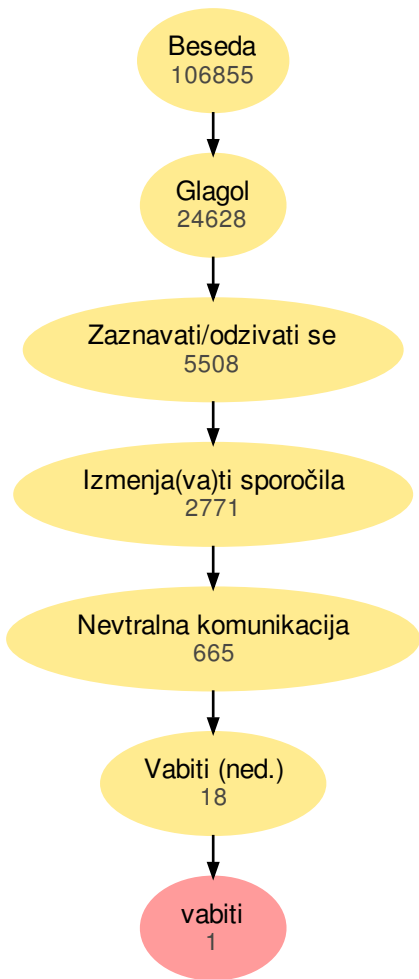 Beseda
106855
Glagol
24628
Zaznavati/odzivati se
5508
Izmenja(va)ti sporočila
2771
Nevtralna komunikacija
665
Vabiti (ned.)
18
vabiti
1